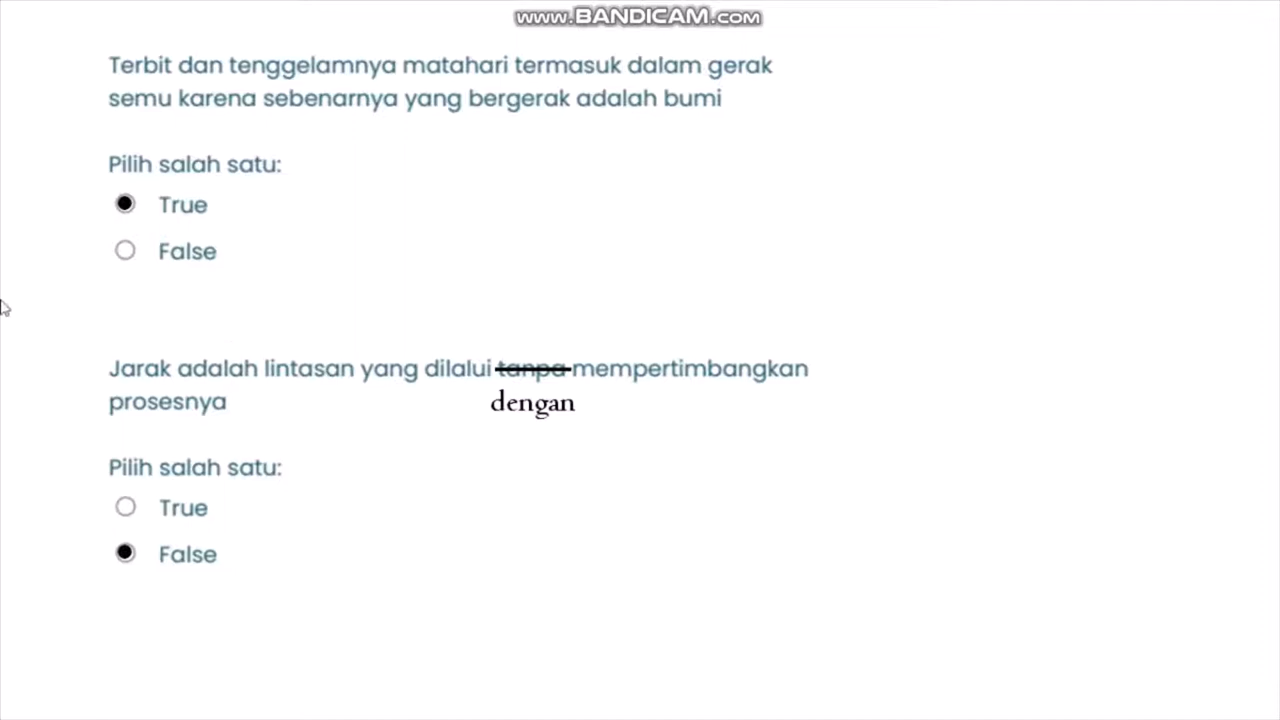 www.BANDICAM.com
Terbit dan tenggelamnya matahari termasuk dalam gerak
semu karena sebenarnya yang bergerak adalah bumi
Pilih salah satu:
True
False
Jarak adalah lintasan yang dilalui tanpa mempertimbangkan
prosesnya
dengan
Pilih salah satu:
True
False